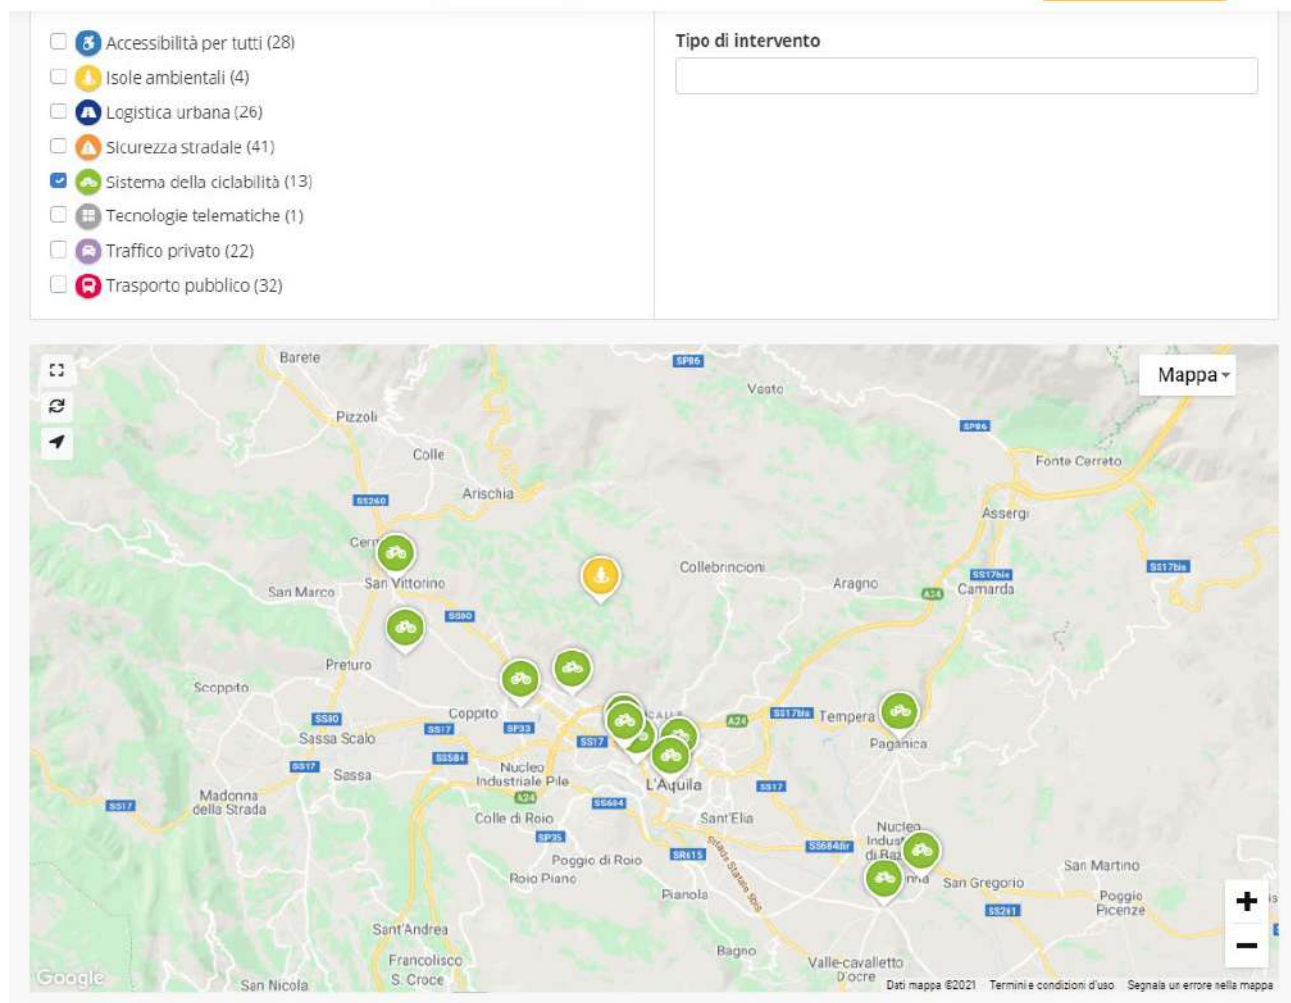 Accessibilità per tutti (28)
Isole ambientali (4)
Logistica urbana (26)
Sicurezza stradale (41)
Sistema della ciclabilità (13)
Tecnologie telematiche (1)
Traffico privato (22)
Trasporto pubblico (32)
Tipo di intervento
Mappa
Barete
SP86
Vasto
Pizzoli
SP86
Colle
Fonte Cerreto
Arischia
SS260
Assergi
Collebrincioni
SS17bis
SS17bis
San Vittorino
Aragno
A24
Camarda
San Marco
SS80
Preturo
Scoppito
Coppito
SS80
SS17
SP33
A24
SS17bis
Tempera
Sassa Scalo
SS17
Paganica
SS584
SS17
Sassa
Nucleo
Industriale Pile
L'Aquila
SS17
Madonna
della Strada
SS17
A24
SS684
Colle di Roio
Sant'Elia
Nucleo
SP35
SS684dir
Poggio di Roio
SR615
Strada Statale 5bis
San Martino
Roio Piano
San Gregorio
Pianola
Poggio
Picenze
SS261
Sant'Andrea
Bagno
Francolisco
S. Croce
Valle-cavalletto
D'ocre
San Nicola
Google
Dati mappa ©2021
Termini e condizioni d'uso
Segnala un errore nella mappa